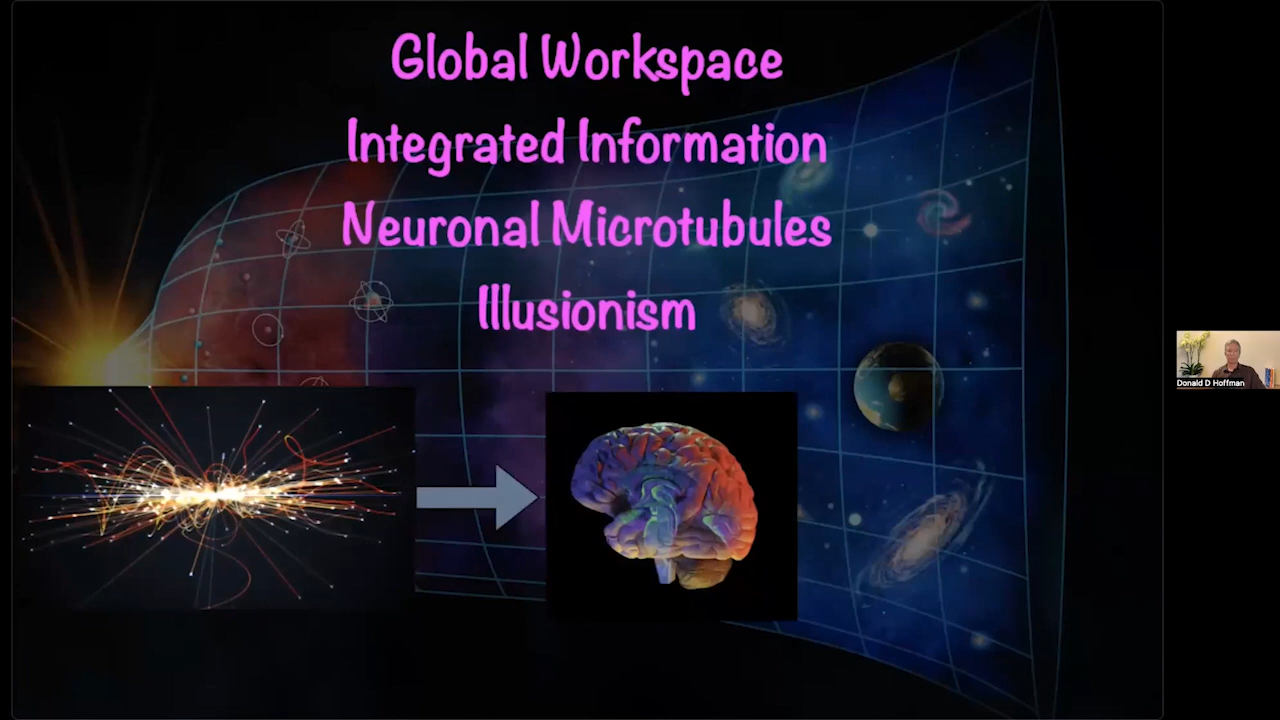 Global Workspace
Integrated Information
Neuronal Microtubules
Illusionism
Donald D Hoffman